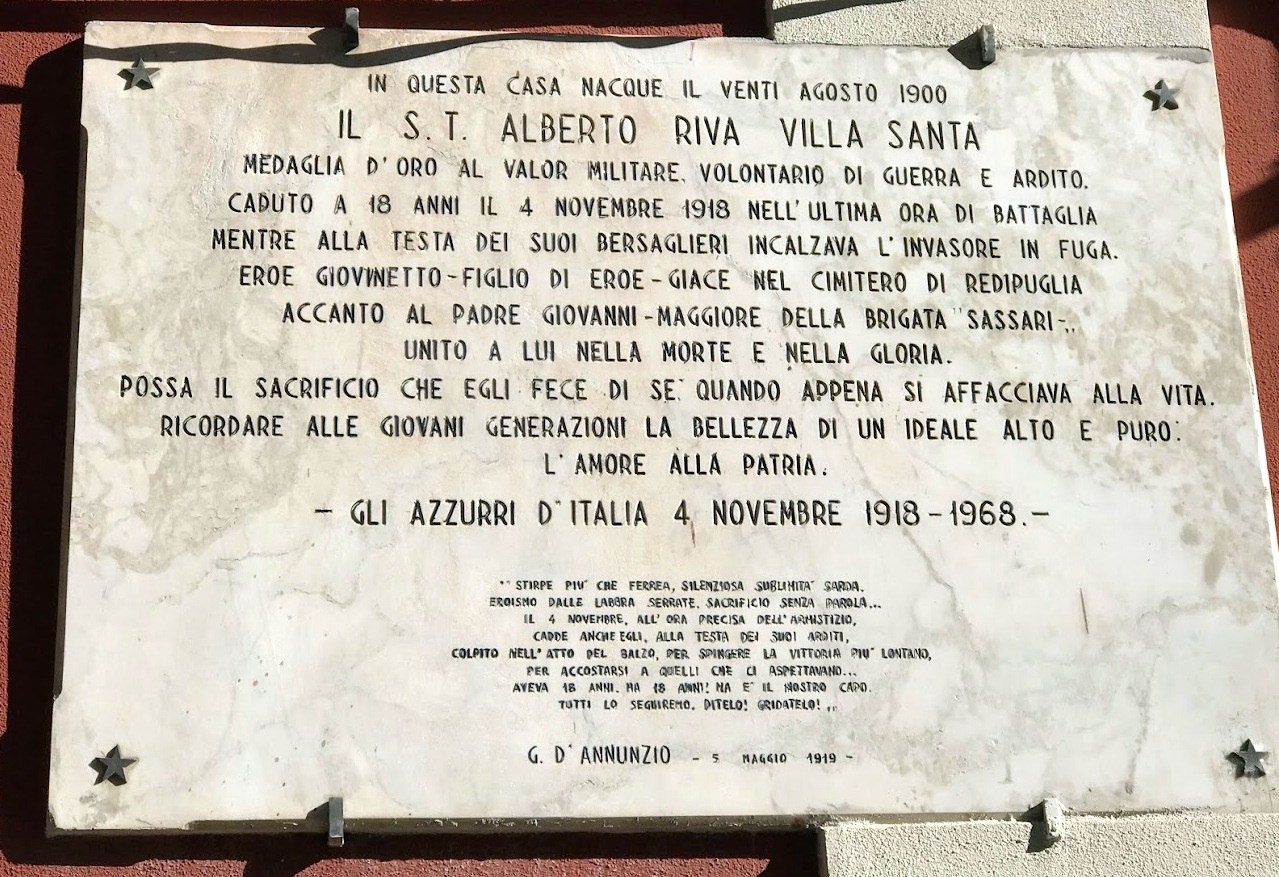 IN QUESTA CASA NACQUE IL VENTI AGOSTO 1900
IL S.T. ALBERTO RIVA VILLA SANTA
MEDAGLIA D'ORO AL VALOR MILITARE. VOLONTARIO DI GUERRA E ARDITO.
CADUTO A 18 ANNI IL 4 NOVEMBRE 1918 NELL'ULTIMA ORA DI BATTAGLIA
MENTRE ALLA TESTA DEI SUOI BERSAGLIERI INCALZAVA L'INVASORE IN FUGA.
EROE GIOVINETTO - FIGLIO DI EROE - GIACE NEL CIMITERO DI REDIPUGLIA
ACCANTO AL PADRE GIOVANNI - MAGGIORE DELLA BRIGATA "SASSARI-„
UNITO A LUI NELLA MORTE E NELLA GLORIA.
POSSA IL SACRIFICIO CHE EGLI FECE DI SE' QUANDO APPENA SI AFFACCIAVA ALLA VITA.
RICORDARE ALLE GIOVANI GENERAZIONI LA BELLEZZA DI UN IDEALE ALTO E PURO:
L'AMORE ALLA PATRIA.
- GLI AZZURRI D'ITALIA 4 NOVEMBRE 1918 - 1968. -
"STIRPE PIU' CHE FERREA, SILENZIOSA SUBLIMITA' SARDA.
EROISMO DALLE LABBRA SERRATE. SACRIFICIO SENZA PAROLA...
IL 4 NOVEMBRE, ALL'ORA PRECISA DELL'ARMISTIZIO,
CADDE ANCHE EGLI, ALLA TESTA DEI SUOI ARDITI,
COLPITO NELL'ATTO DEL BALZO, PER SPINGERE LA VITTORIA PIU' LONTANO,
PER ACCOSTARSI A QUELLI CHE CI ASPETTAVANO...
AVEVA 18 ANNI. HA 18 ANNI! MA E' IL NOSTRO CAPO.
TUTTI LO SEGUIREMO. DITELO! GRIDATELO! „
G. D'ANNUNZIO - 5 MAGGIO 1919 -